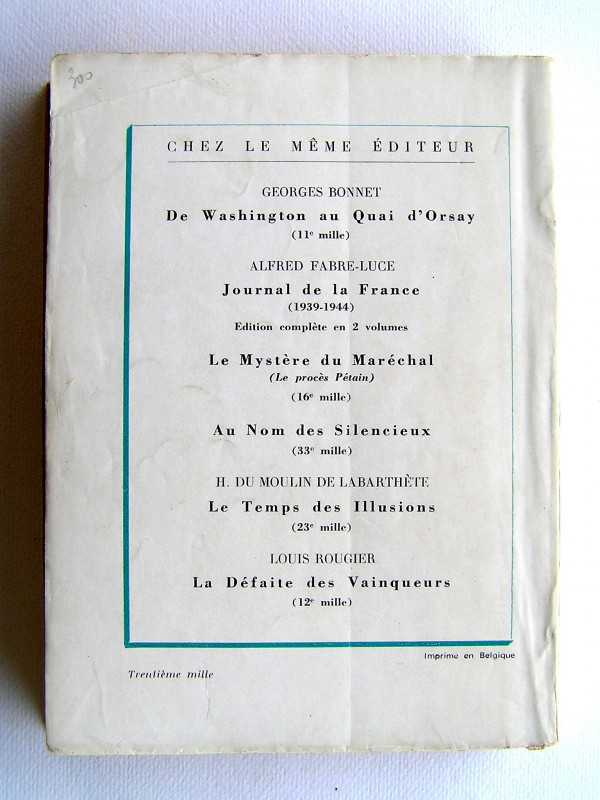 300
CHEZ LE MÊME ÉDITEUR
GEORGES BONNET
De Washington au Quai d'Orsay
(11e mille)
ALFRED FABRE-LUCE
Journal de la France
(1939-1944)
Edition complète en 2 volumes
Le Mystère du Maréchal
(Le procès Pétain)
(16e mille)
Au Nom des Silencieux
(33e mille)
H. DU MOULIN DE LABARTHÈTE
Le Temps des Illusions
(23e mille)
LOUIS ROUGIER
La Défaite des Vainqueurs
(12e mille)
Imprime en Belgique
Trentième mille